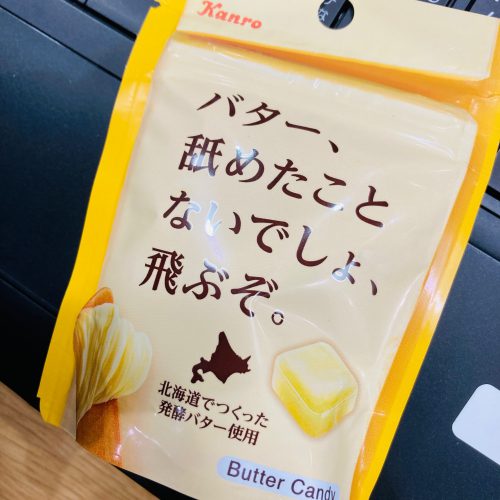 Kanro
バター、
舐めたこと
ないでしょ、
飛ぶぞ。
北海道でつくった
発酵バター使用
Butter Candy